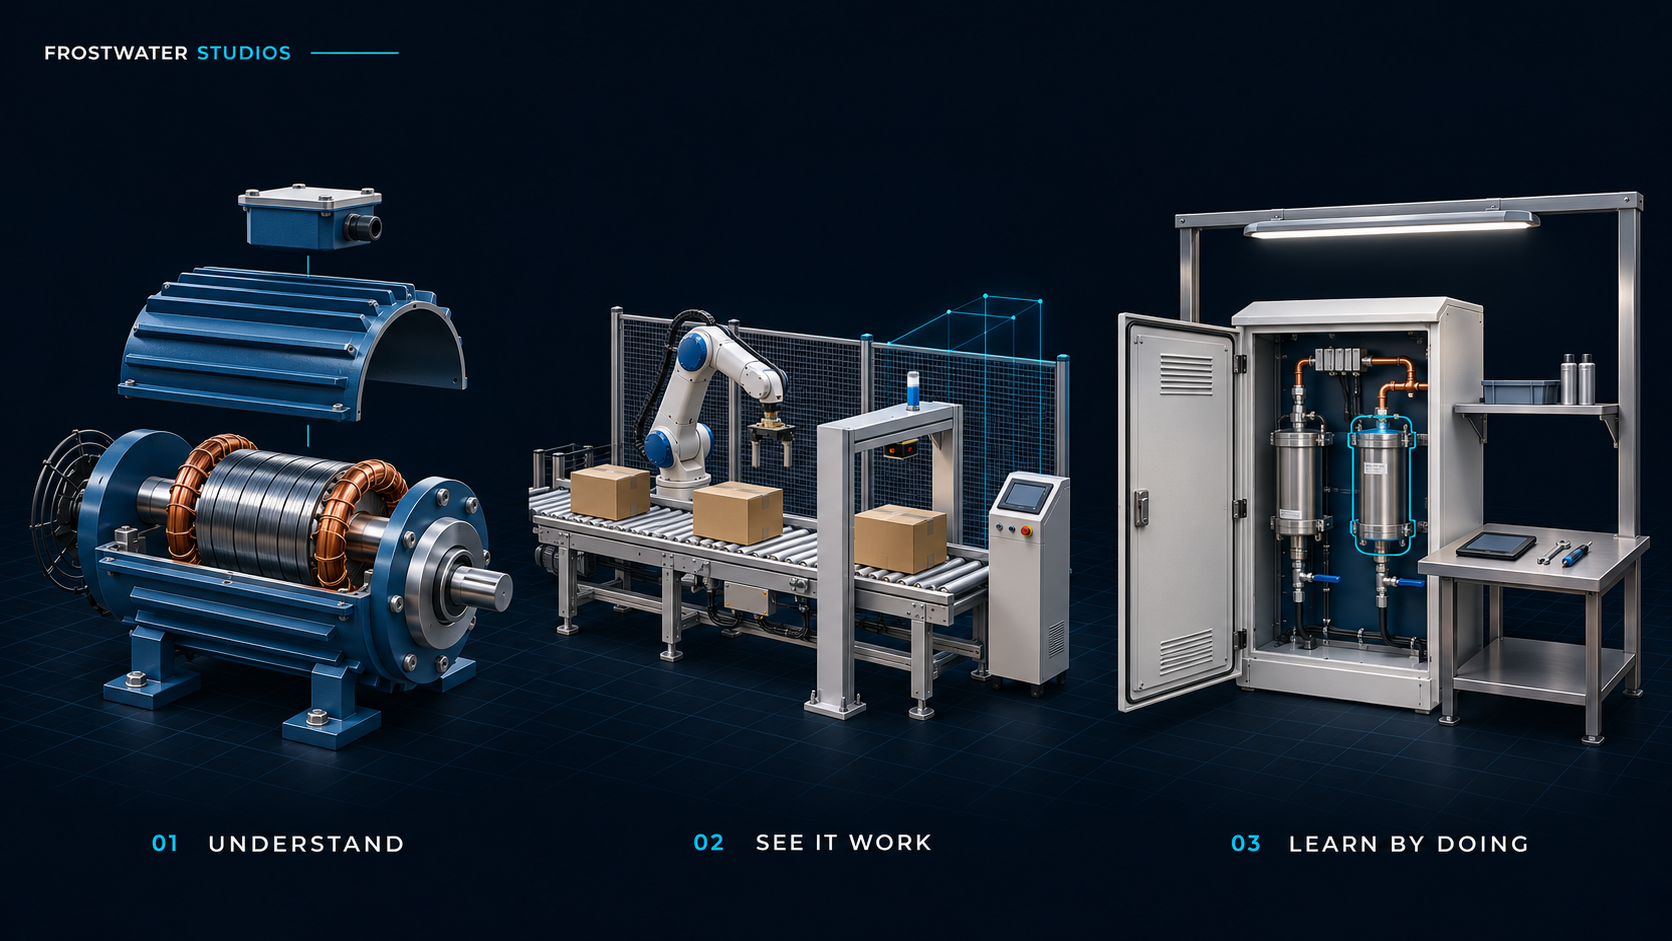 FROSTWATER STUDIOS
01 UNDERSTAND
02 SEE IT WORK
03 LEARN BY DOING